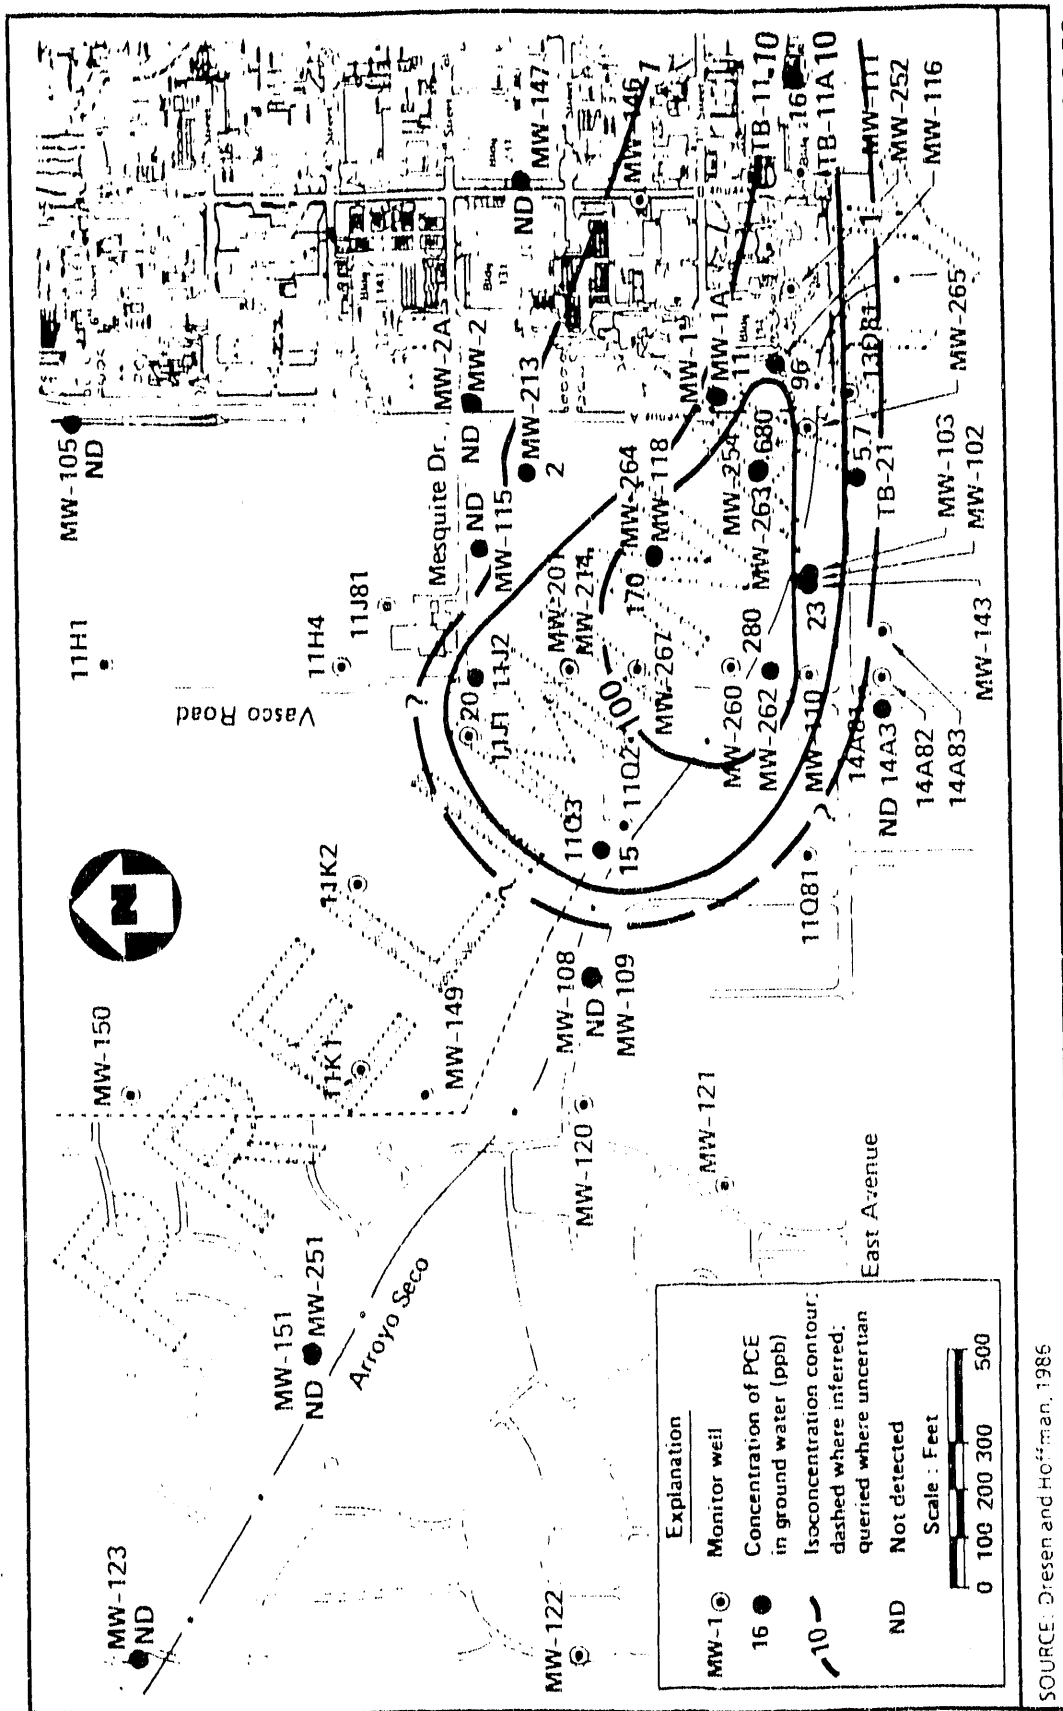 MW-123
ND
MW-122
MW-151
ND
MW-251
Arroyo Seco
MW-150
11K1
MW-149
MW-120
MW-121
East Avenue
N
11K2
MW-108
ND
MW-109
11Q3
15
11Q2
11Q81
Vasco Road
11H1
11H4
11J81
?
20
11J1
11J2
Mesquite Dr.
MW-105
ND
ND
MW-115
MW-2A
ND
MW-2
MW-213
2
MW-201
MW-214
100
MW-267
170
MW-264
MW-118
MW-260
280
MW-262
MW-110
MW-254
MW-263
680
23
?
14A81
ND
14A3
14A82
14A83
MW-143
MW-102
MW-103
TB-21
5.7
13D81
MW-265
96
MW-1
MW-1A
11
ND
MW-147
MW-146
1
TB-11
10
16
TB-11A
10
1
MW-111
MW-252
MW-116
Bldg
131
Bldg
Bldg
Street
Explanation
MW-1
Monitor well
16
Concentration of PCE
in ground water (ppb)
10
Isoconcentration contour:
dashed where inferred;
queried where uncertian
ND
Not detected
Scale : Feet
0 100 200 300 500
SOURCE: Dresen and Hoffman, 1986